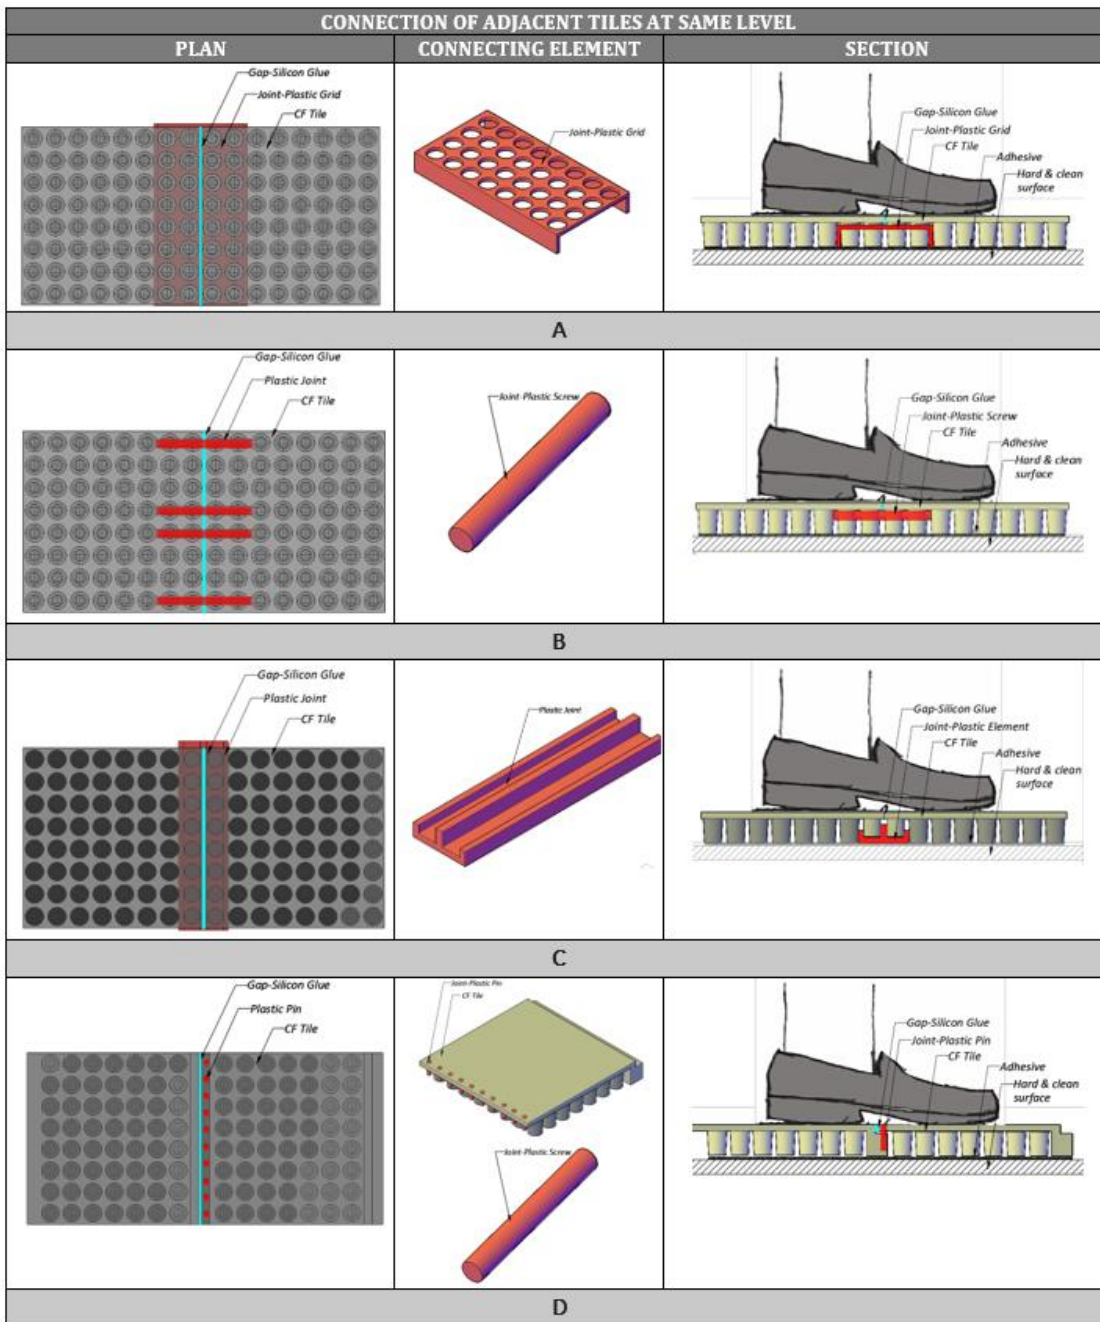 CONNECTION OF ADJACENT TILES AT SAME LEVEL
PLAN
CONNECTING ELEMENT
SECTION
Gap-Silicon Glue
Joint-Plastic Grid
CF Tile
Joint-Plastic Grid
Gap-Silicon Glue
Joint-Plastic Grid
CF Tile
Adhesive
Hard & clean
surface
A
Gap-Silicon Glue
Plastic Joint
CF Tile
Joint-Plastic Screw
Gap-Silicon Glue
Joint-Plastic Screw
CF Tile
Adhesive
Hard & clean
surface
B
Gap-Silicon Glue
Plastic Joint
CF Tile
Plastic Joint
Gap-Silicon Glue
Joint-Plastic Element
CF Tile
Adhesive
Hard & clean
surface
C
Gap-Silicon Glue
Plastic Pin
CF Tile
Joint-Plastic Pin
CF Tile
Joint-Plastic Screw
Gap-Silicon Glue
Joint-Plastic Pin
CF Tile
Adhesive
Hard & clean
surface
D